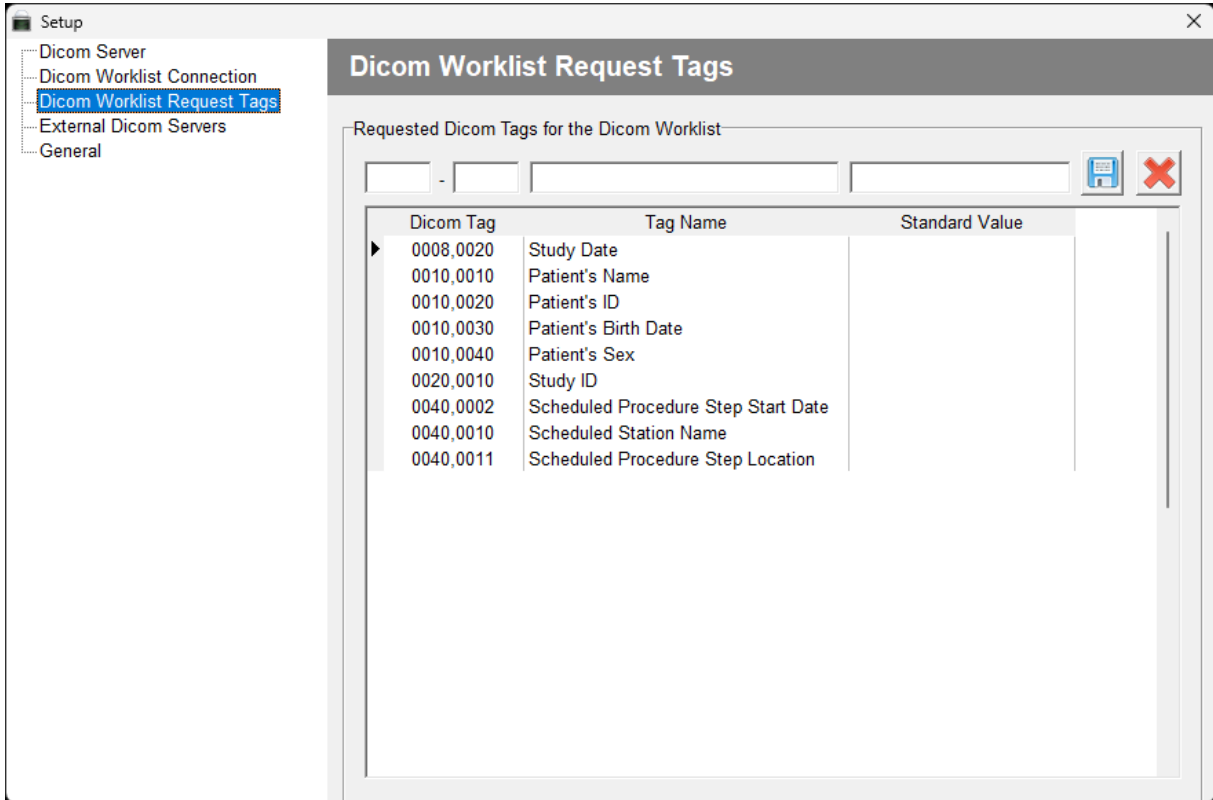 Setup
Dicom Server
Dicom Worklist Connection
Dicom Worklist Request Tags
External Dicom Servers
General
Dicom Worklist Request Tags
Requested Dicom Tags for the Dicom Worklist
-
Dicom Tag Tag Name Standard Value
0008,0020 Study Date
0010,0010 Patient's Name
0010,0020 Patient's ID
0010,0030 Patient's Birth Date
0010,0040 Patient's Sex
0020,0010 Study ID
0040,0002 Scheduled Procedure Step Start Date
0040,0010 Scheduled Station Name
0040,0011 Scheduled Procedure Step Location